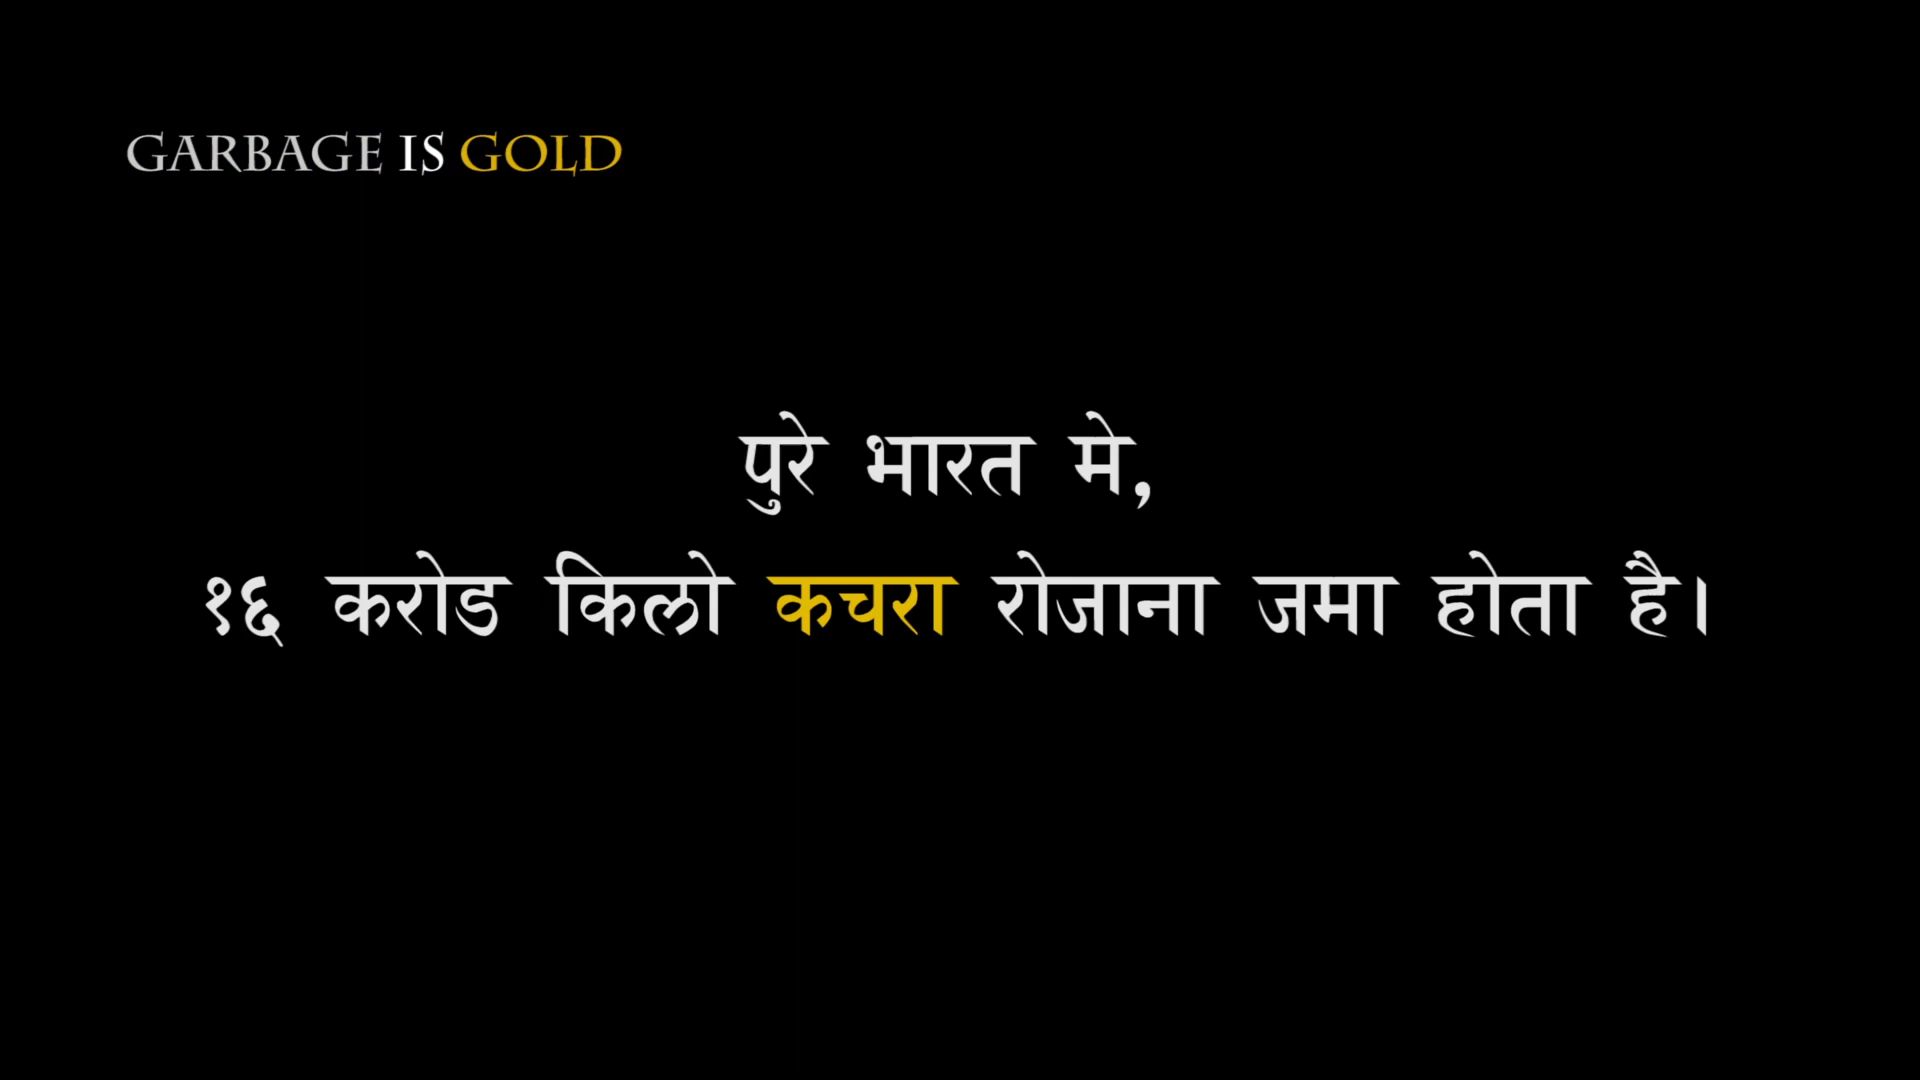 GARBAGE IS GOLD
पुरे भारत मे,
१६ करोड किलो कचरा रोजाना जमा होता है।